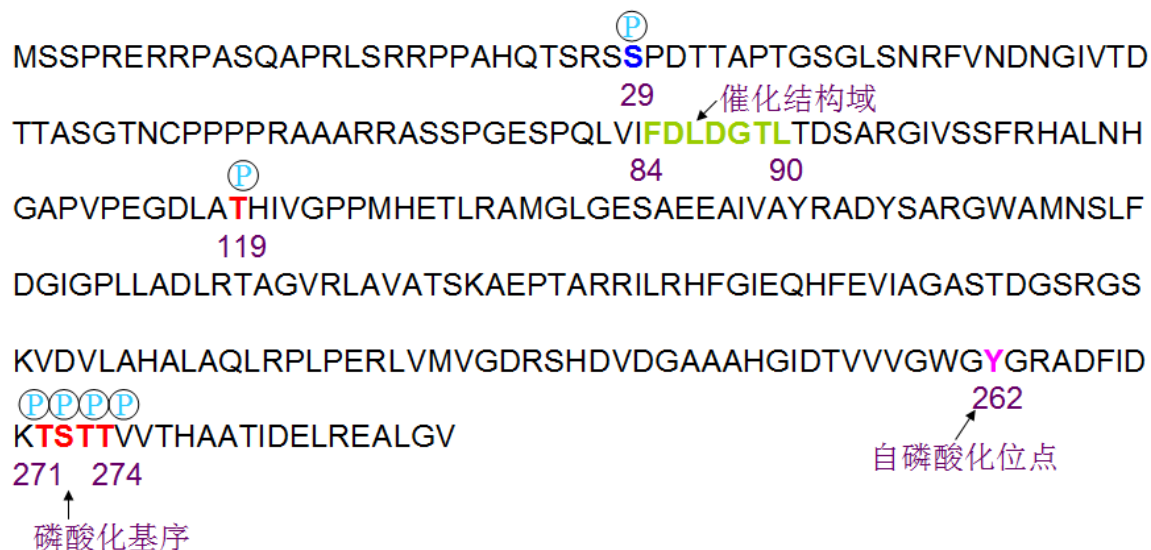 P
MSSPRERRPASQAPRLSRRPPAHQTSRSSPDTTAPTGSGLSNRFVNDNGIVTD
29 催化结构域
TTASGTNCPPPPRAAARRASSPGESPQLVIFDLDGTLTDSARGIVSSFRHALNH
P 84 90
GAPVPEGDLATHIVGPPMHETLRAMGLGESAEEAIVAYRADYSARGWAMNSLF
119
DGIGPLLADLRTAGVRLAVATSKAEPTARRILRHFGIEQHFEVIAGASTDGSRGS
KVDVLAHALAQLRPLPERLVMVGDRSHDVDGAAAHGIDTVVVGWGYGRADFID
P P P P 262
KTSTTVVTHAATIDELREALGV
271 274 自磷酸化位点
磷酸化基序